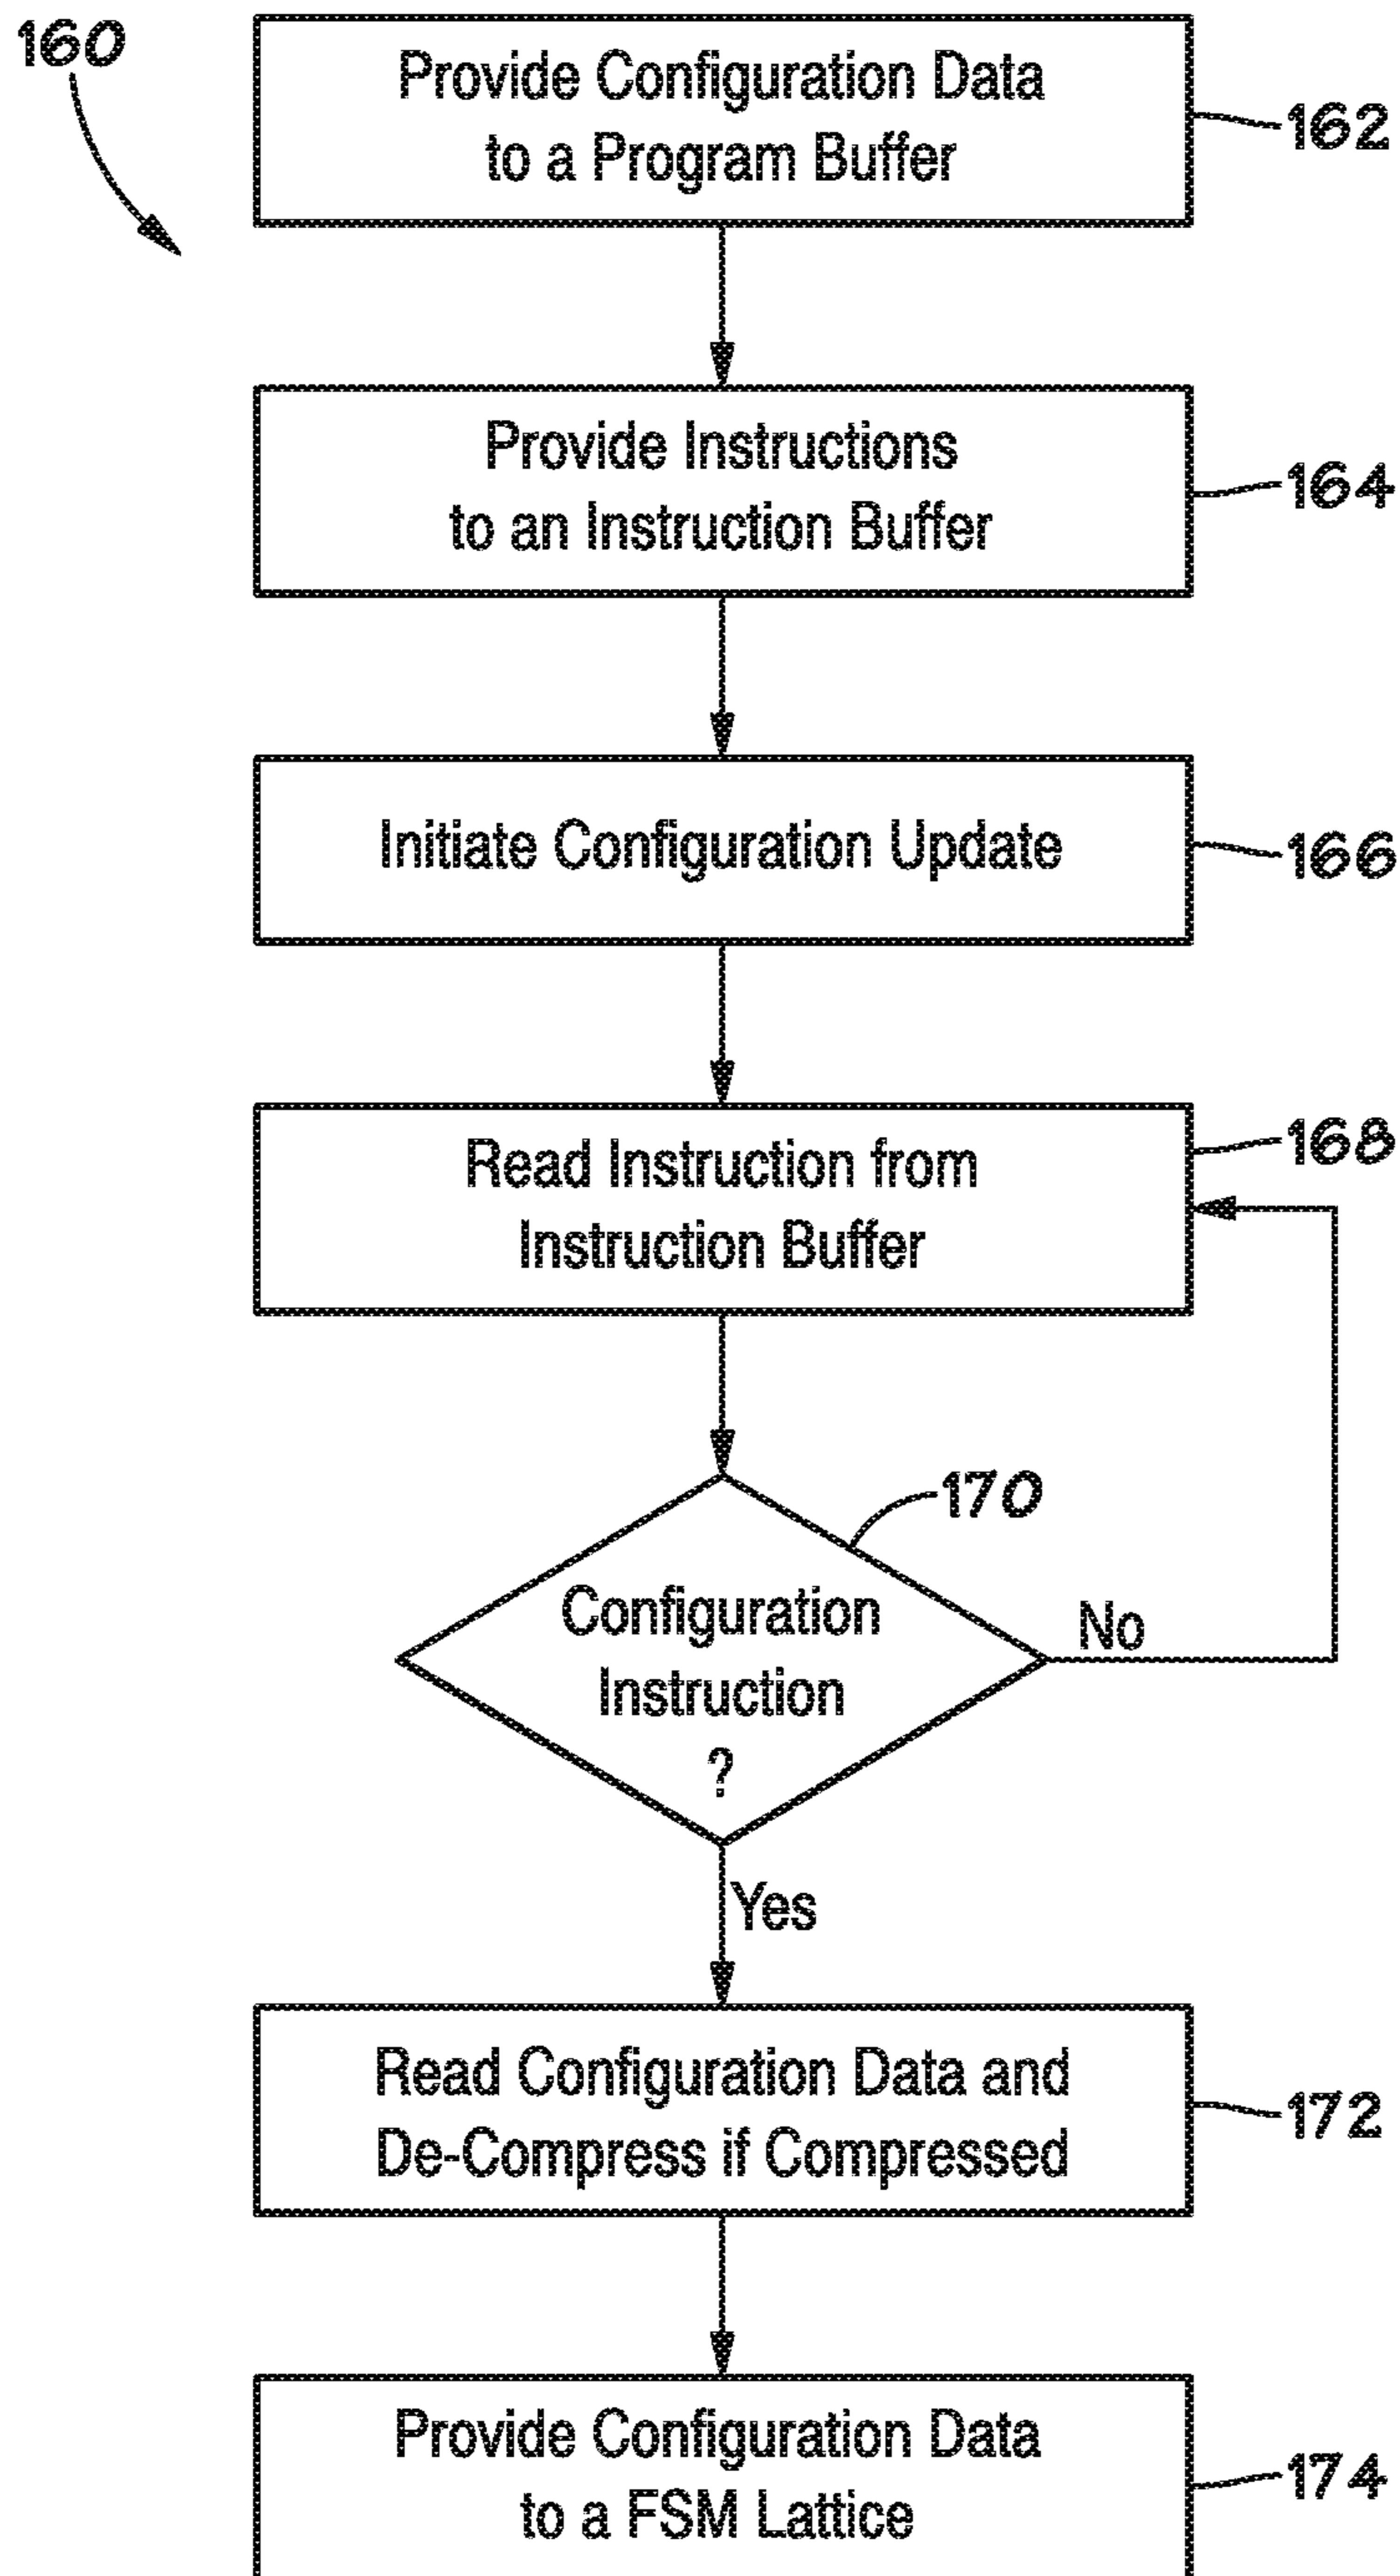 160
Provide Configuration Data
to a Program Buffer
162
Provide Instructions
to an Instruction Buffer
164
Initiate Configuration Update
166
Read Instruction from
Instruction Buffer
168
170
Configuration
Instruction
?
No
Yes
Read Configuration Data and
De-Compress if Compressed
172
Provide Configuration Data
to a FSM Lattice
174